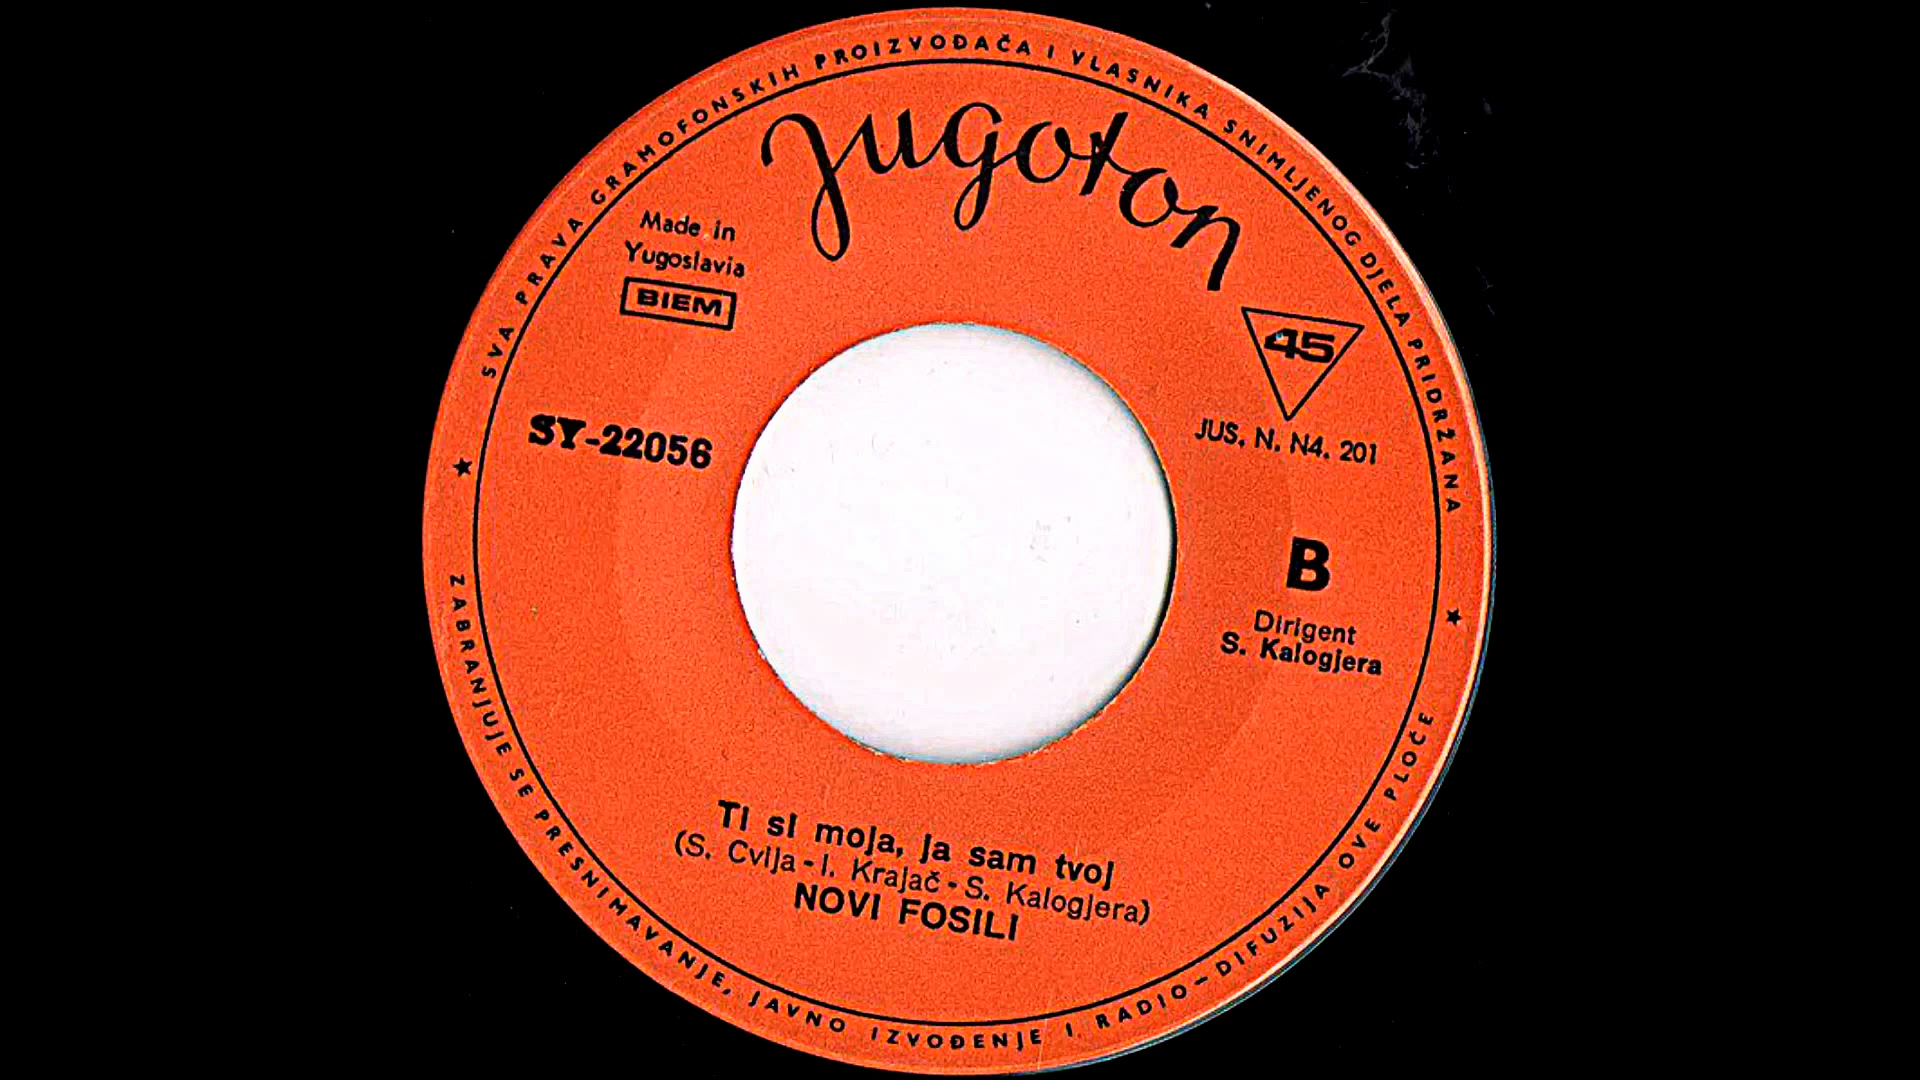 SVA PRAVA GRAMOFONSKIH PROIZVOĐAČA I VLASNIKA SNIMLJENOG DJELA PRIDRŽANA
Jugoton
Made in
Yugoslavia
BIEM
45
JUS. N. N4. 201
SY-22056
B
Dirigent
S. Kalogjera
Ti si moja, ja sam tvoj
(S. Cvija - I. Krajač - S. Kalogjera)
NOVI FOSILI
ZABRANJUJE SE PRESNIMAVANJE, JAVNO IZVOĐENJE I. RADIO-DIFUZIJA OVE PLOČE